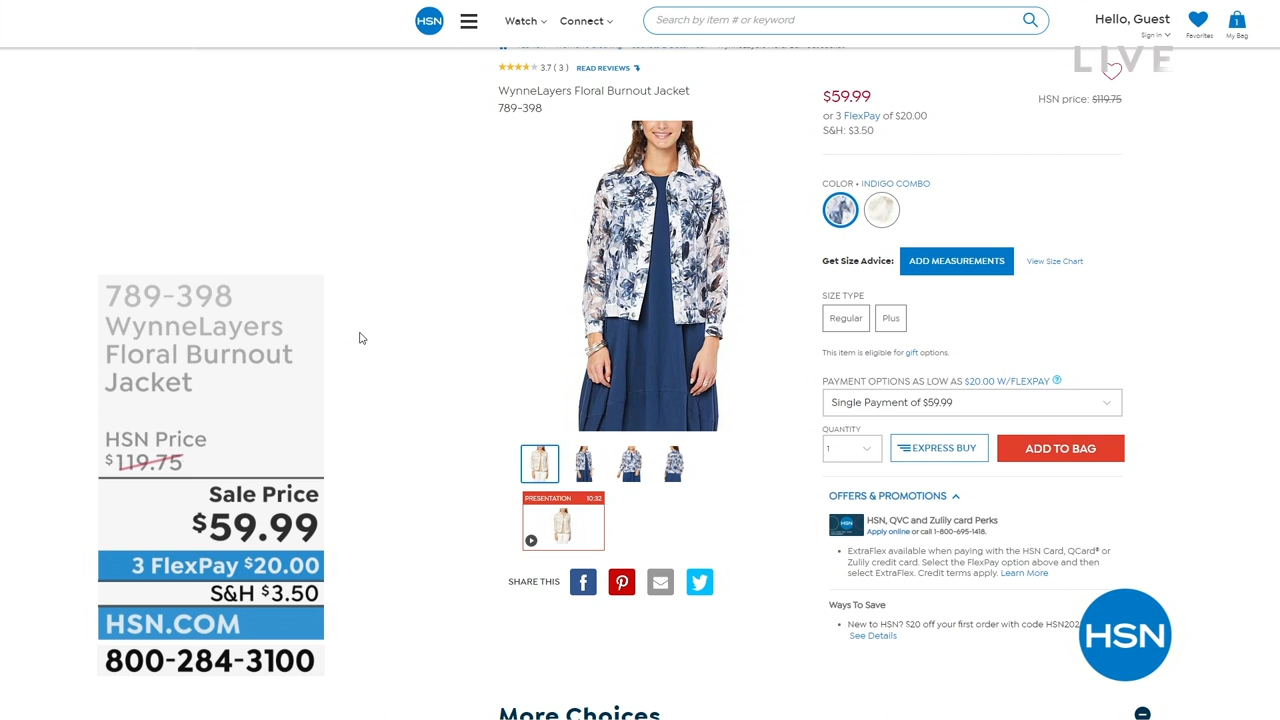 HSN
Watch
Connect
Search by item # or keyword
Hello, Guest
Sign in
Favorites
1
My Bag
LIVE
3.7 ( 3 )
READ REVIEWS
WynneLayers Floral Burnout Jacket
789-398
$59.99
HSN price: $119.75
or 3 FlexPay of $20.00
S&H: $3.50
COLOR • INDIGO COMBO
Get Size Advice:
ADD MEASUREMENTS
View Size Chart
SIZE TYPE
Regular
Plus
This item is eligible for gift options.
PAYMENT OPTIONS AS LOW AS $20.00 W/FLEXPAY
Single Payment of $59.99
QUANTITY
1
EXPRESS BUY
ADD TO BAG
OFFERS & PROMOTIONS
HSN
HSN, QVC and Zulily card Perks
Apply online or call 1-800-695-1418.
• ExtraFlex available when paying with the HSN Card, QCard® or
Zulily credit card. Select the FlexPay option above and then
select ExtraFlex. Credit terms apply. Learn More
Ways To Save
• New to HSN? $20 off your first order with code HSN202
See Details
PRESENTATION 10:32
SHARE THIS
789-398
WynneLayers
Floral Burnout
Jacket
HSN Price
$119.75
Sale Price
$59.99
3 FlexPay $20.00
S&H $3.50
HSN.COM
800-284-3100
HSN
More Choices